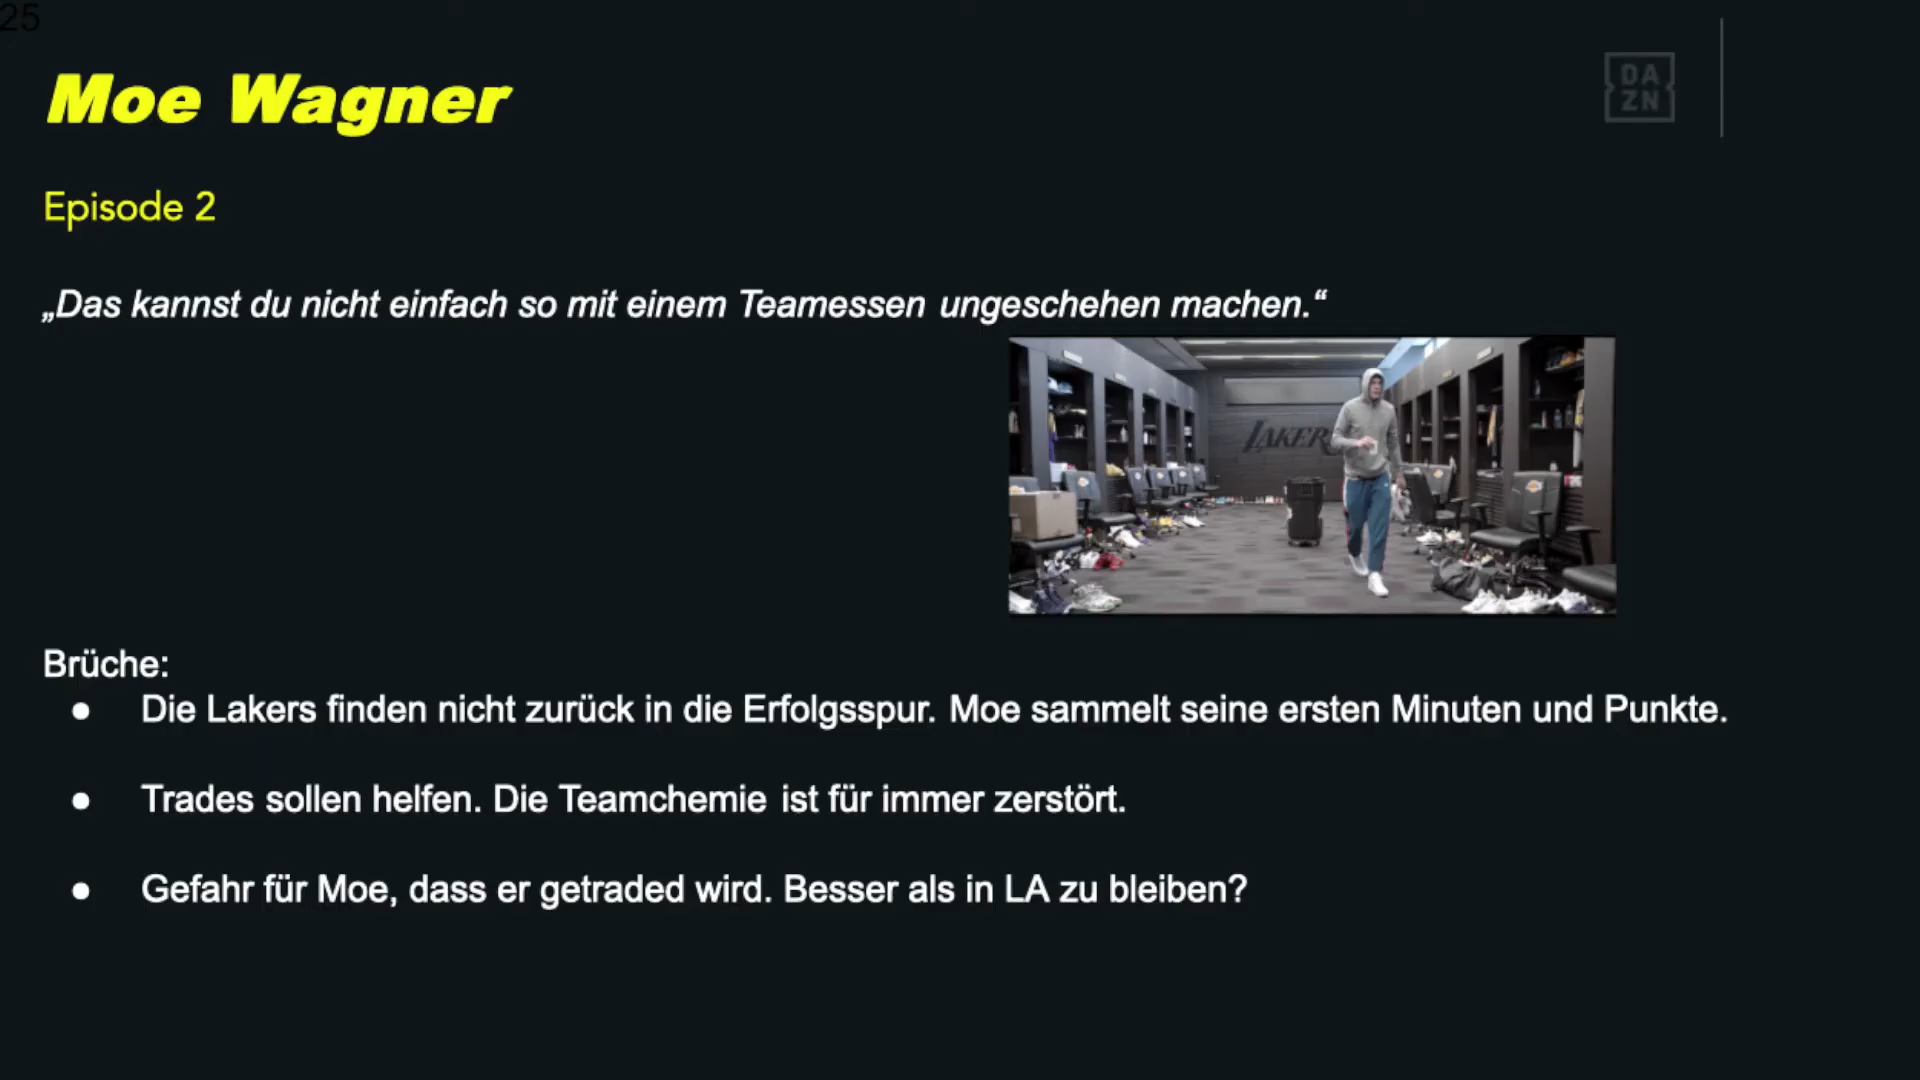 25
Moe Wagner
DA
ZN
Episode 2
„Das kannst du nicht einfach so mit einem Teamessen ungeschehen machen.“
LAKERS
Brüche:
● Die Lakers finden nicht zurück in die Erfolgsspur. Moe sammelt seine ersten Minuten und Punkte.
● Trades sollen helfen. Die Teamchemie ist für immer zerstört.
● Gefahr für Moe, dass er getraded wird. Besser als in LA zu bleiben?